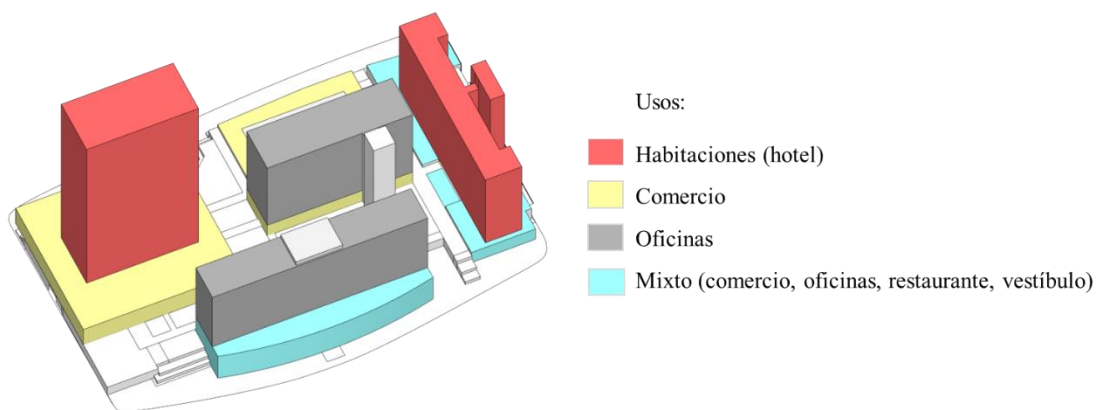 Usos:
Habitaciones (hotel)
Comercio
Oficinas
Mixto (comercio, oficinas, restaurante, vestíbulo)